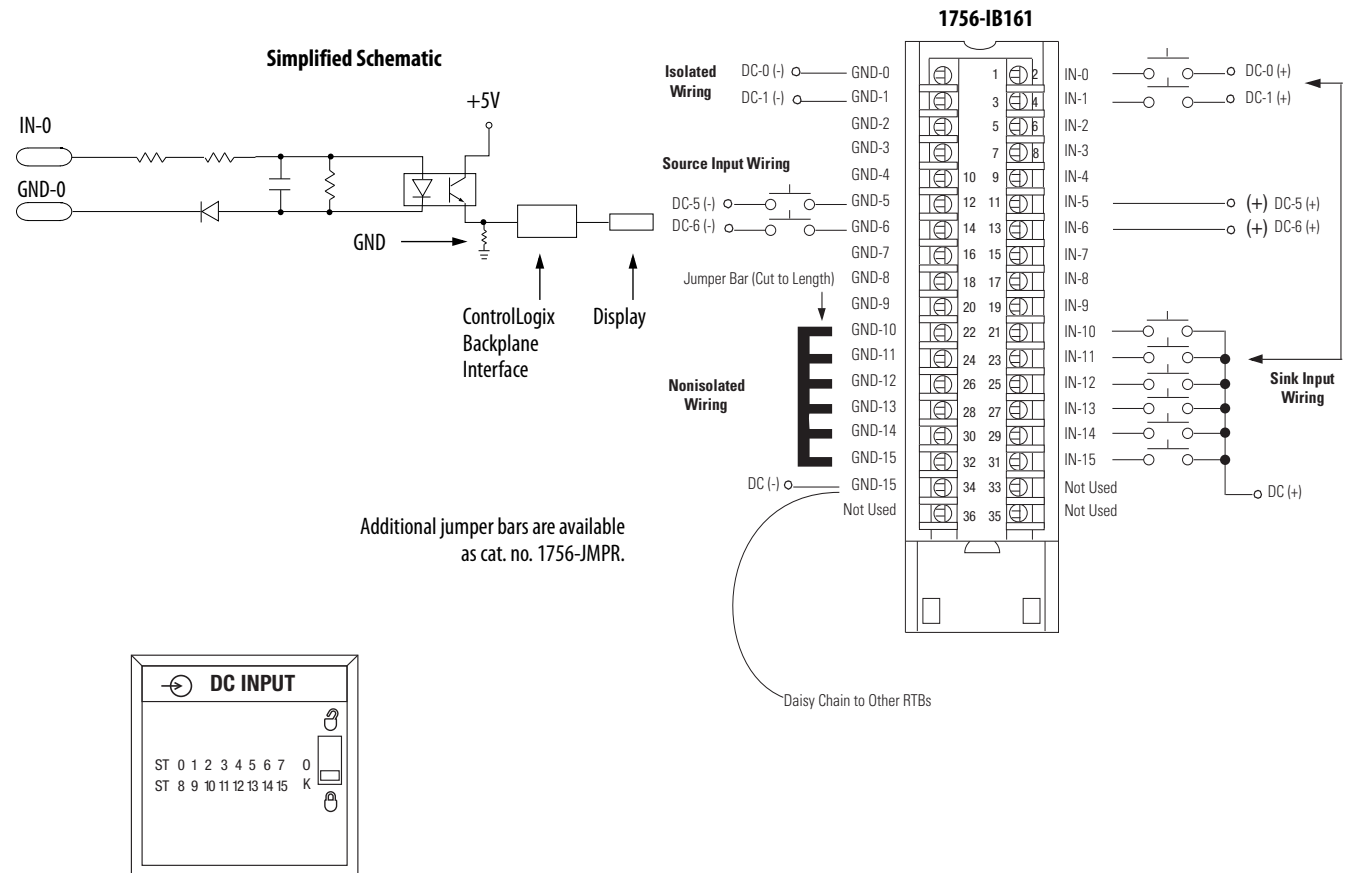 1756-IB161
Simplified Schematic
+5V
IN-0
GND-0
GND
ControlLogix
Backplane
Interface
Display
Isolated
Wiring
DC-0 (-)
DC-1 (-)
Source Input Wiring
DC-5 (-)
DC-6 (-)
Jumper Bar (Cut to Length)
Nonisolated
Wiring
DC (-)
GND-0 1 2 IN-0
GND-1 3 4 IN-1
GND-2 5 6 IN-2
GND-3 7 8 IN-3
GND-4 10 9 IN-4
GND-5 12 11 IN-5
GND-6 14 13 IN-6
GND-7 16 15 IN-7
GND-8 18 17 IN-8
GND-9 20 19 IN-9
GND-10 22 21 IN-10
GND-11 24 23 IN-11
GND-12 26 25 IN-12
GND-13 28 27 IN-13
GND-14 30 29 IN-14
GND-15 32 31 IN-15
GND-15 34 33 Not Used
Not Used 36 35 Not Used
DC-0 (+)
DC-1 (+)
(+) DC-5 (+)
(+) DC-6 (+)
Sink Input
Wiring
DC (+)
Additional jumper bars are available
as cat. no. 1756-JMPR.
Daisy Chain to Other RTBs
DC INPUT
ST 0 1 2 3 4 5 6 7 O
ST 8 9 10 11 12 13 14 15 K